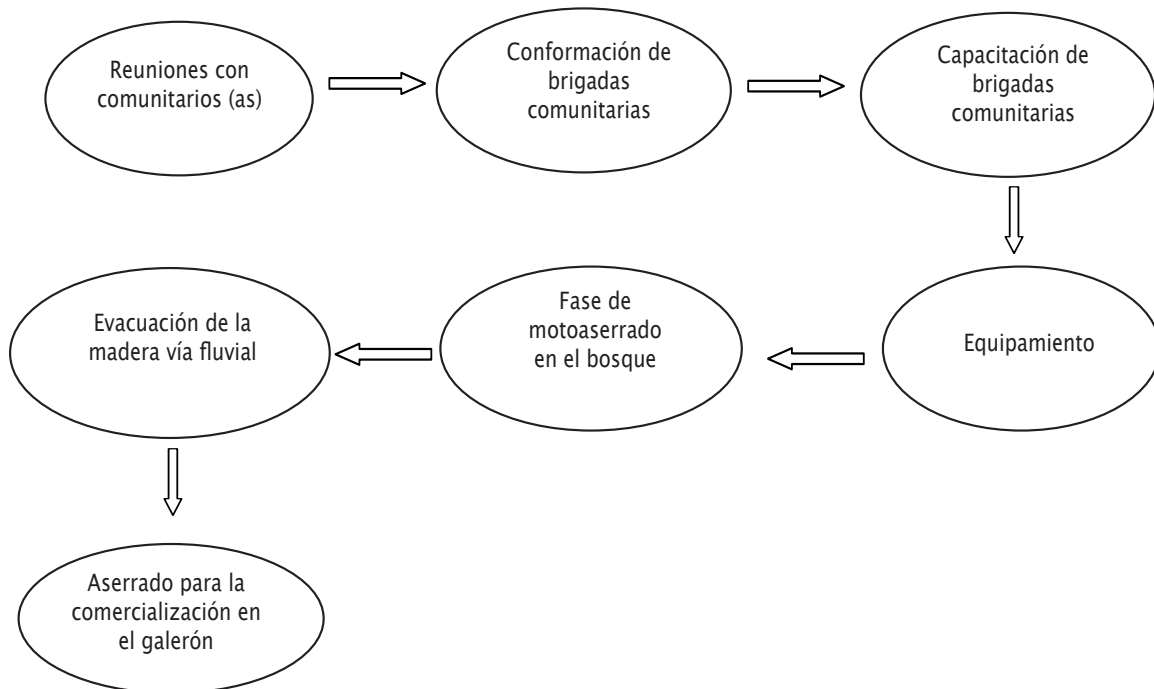 Reuniones con
comunitarios (as)
Conformación de
brigadas
comunitarias
Capacitación de
brigadas
comunitarias
Equipamiento
Fase de
motoaserrado
en el bosque
Evacuación de la
madera vía fluvial
Aserrado para la
comercialización en
el galerón